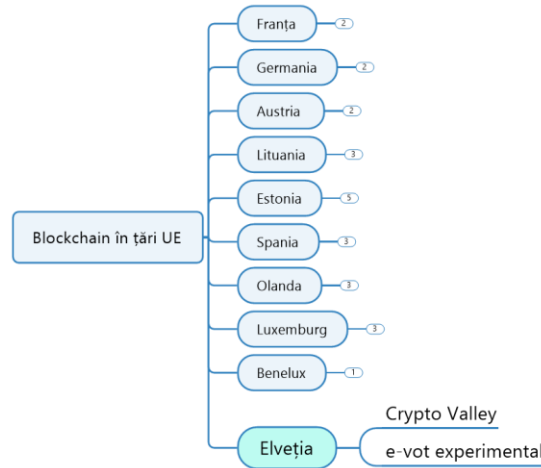 Franța
2
Germania
2
Austria
2
Lituania
3
Estonia
5
Blockchain în țări UE
Spania
3
Olanda
3
Luxemburg
3
Benelux
1
Crypto Valley
Elveția
e-vot experimental